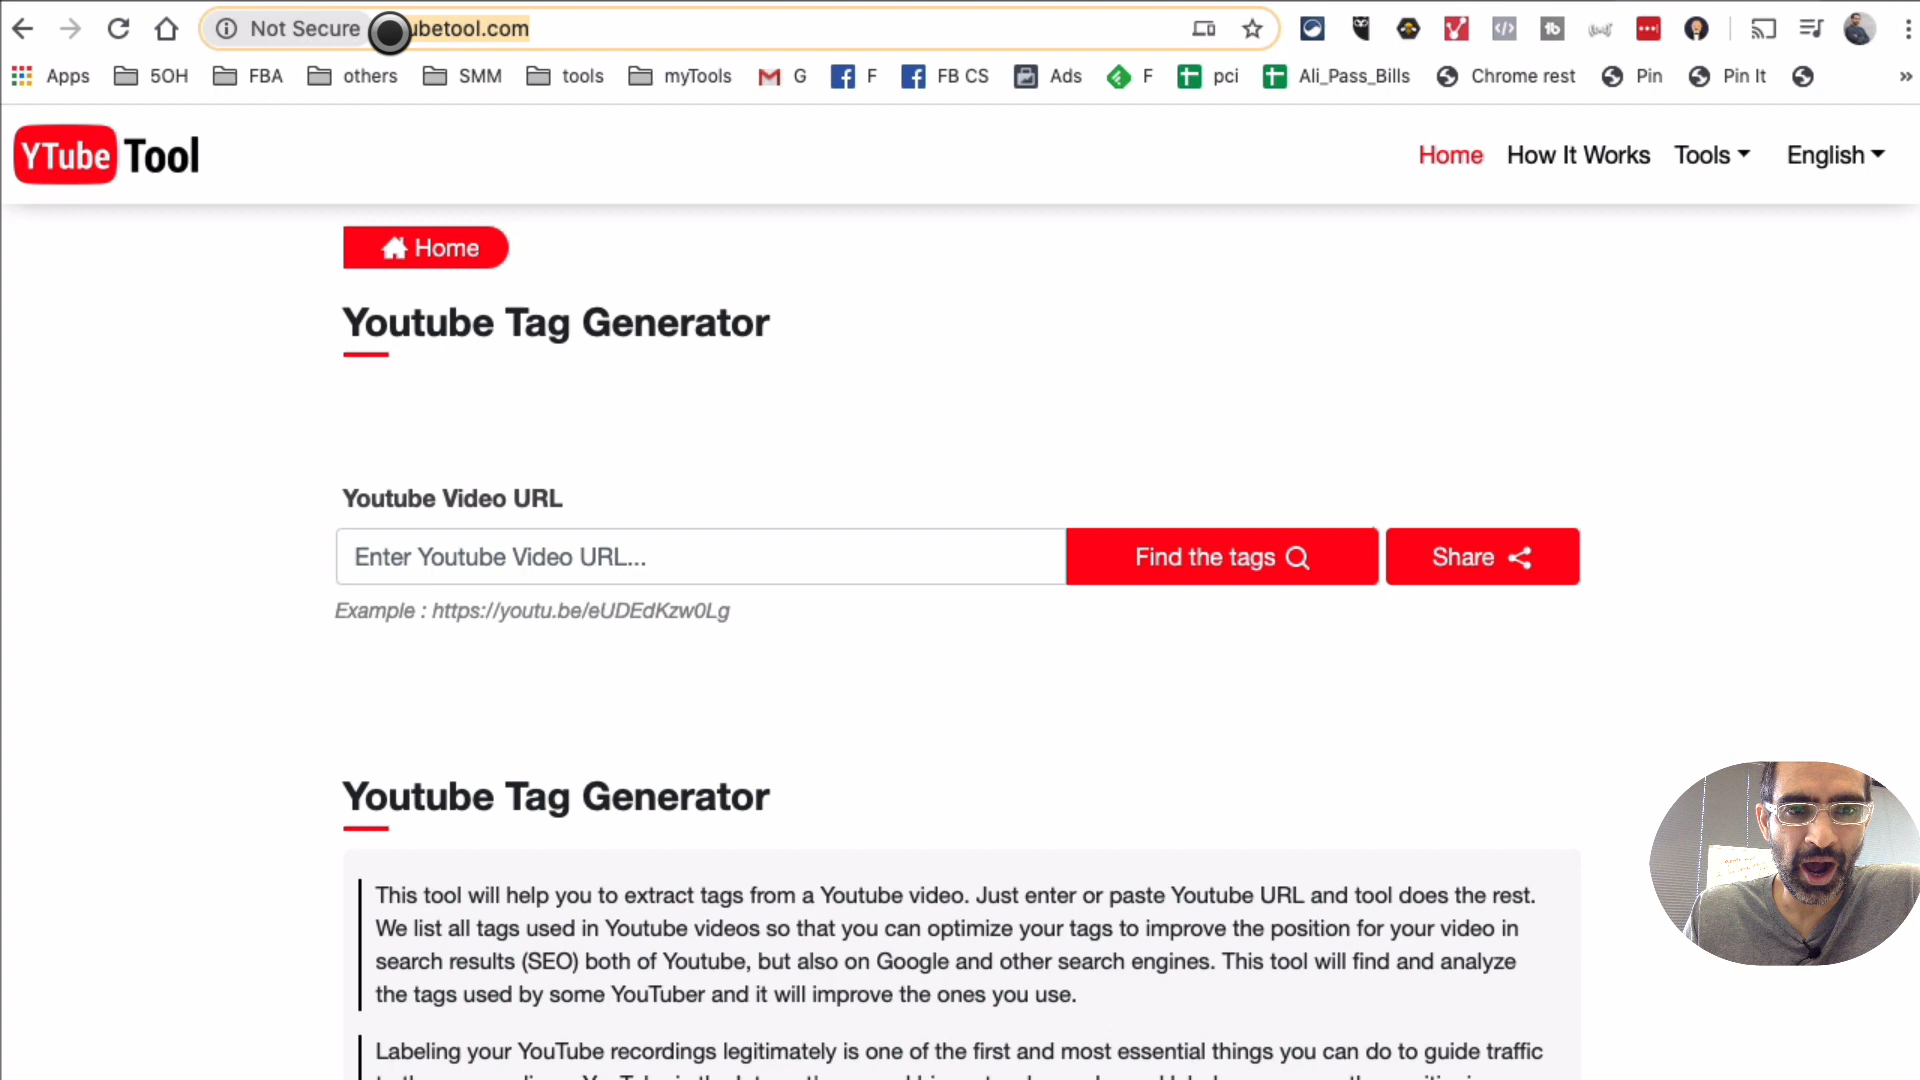 Not Secure ubetool.com
Apps 5OH FBA others SMM tools myTools G F FB CS Ads F pci Ali_Pass_Bills Chrome rest Pin Pin It »
YTube Tool
Home How It Works Tools English
Home
Youtube Tag Generator
Youtube Video URL
Enter Youtube Video URL... Find the tags Share
Example : https://youtu.be/eUDEdKzw0Lg
Youtube Tag Generator
This tool will help you to extract tags from a Youtube video. Just enter or paste Youtube URL and tool does the rest.
We list all tags used in Youtube videos so that you can optimize your tags to improve the position for your video in
search results (SEO) both of Youtube, but also on Google and other search engines. This tool will find and analyze
the tags used by some YouTuber and it will improve the ones you use.
Labeling your YouTube recordings legitimately is one of the first and most essential things you can do to guide traffic